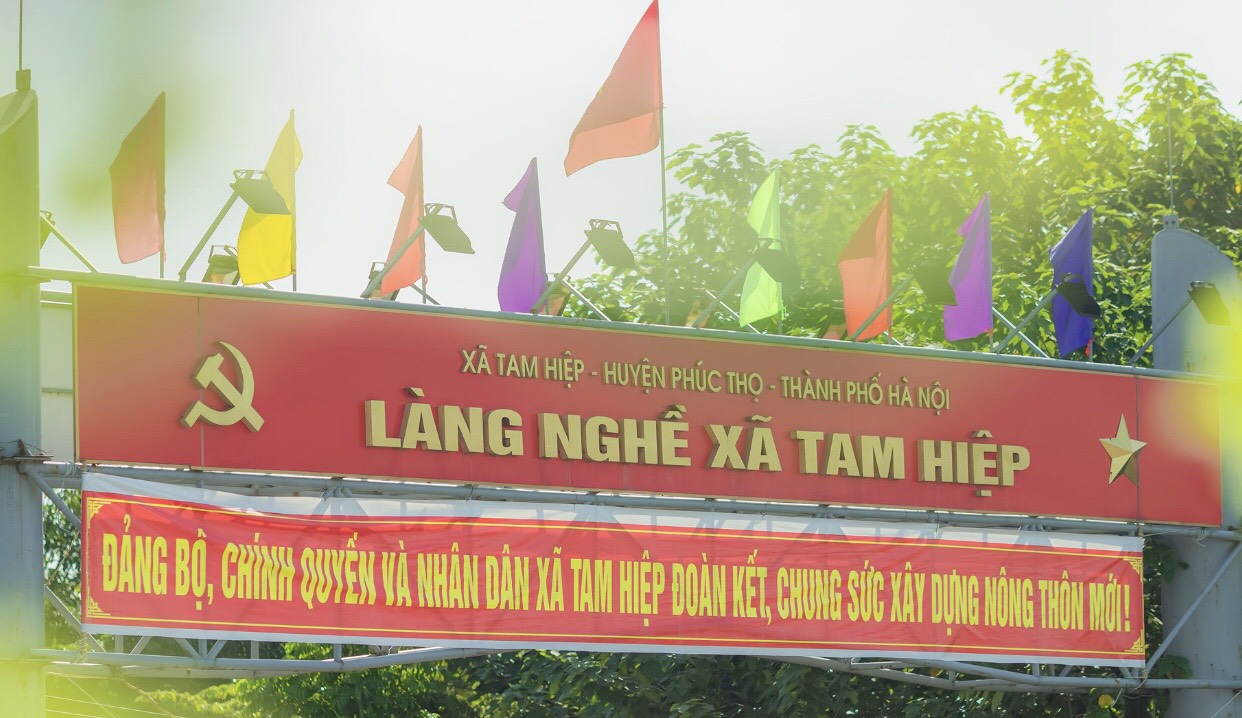 XÃ TAM HIỆP - HUYỆN PHÚC THỌ - THÀNH PHỐ HÀ NỘI
LÀNG NGHỀ XÃ TAM HIỆP
ĐẢNG BỘ, CHÍNH QUYỀN VÀ NHÂN DÂN XÃ TAM HIỆP ĐOÀN KẾT, CHUNG SỨC XÂY DỰNG NÔNG THÔN MỚI!